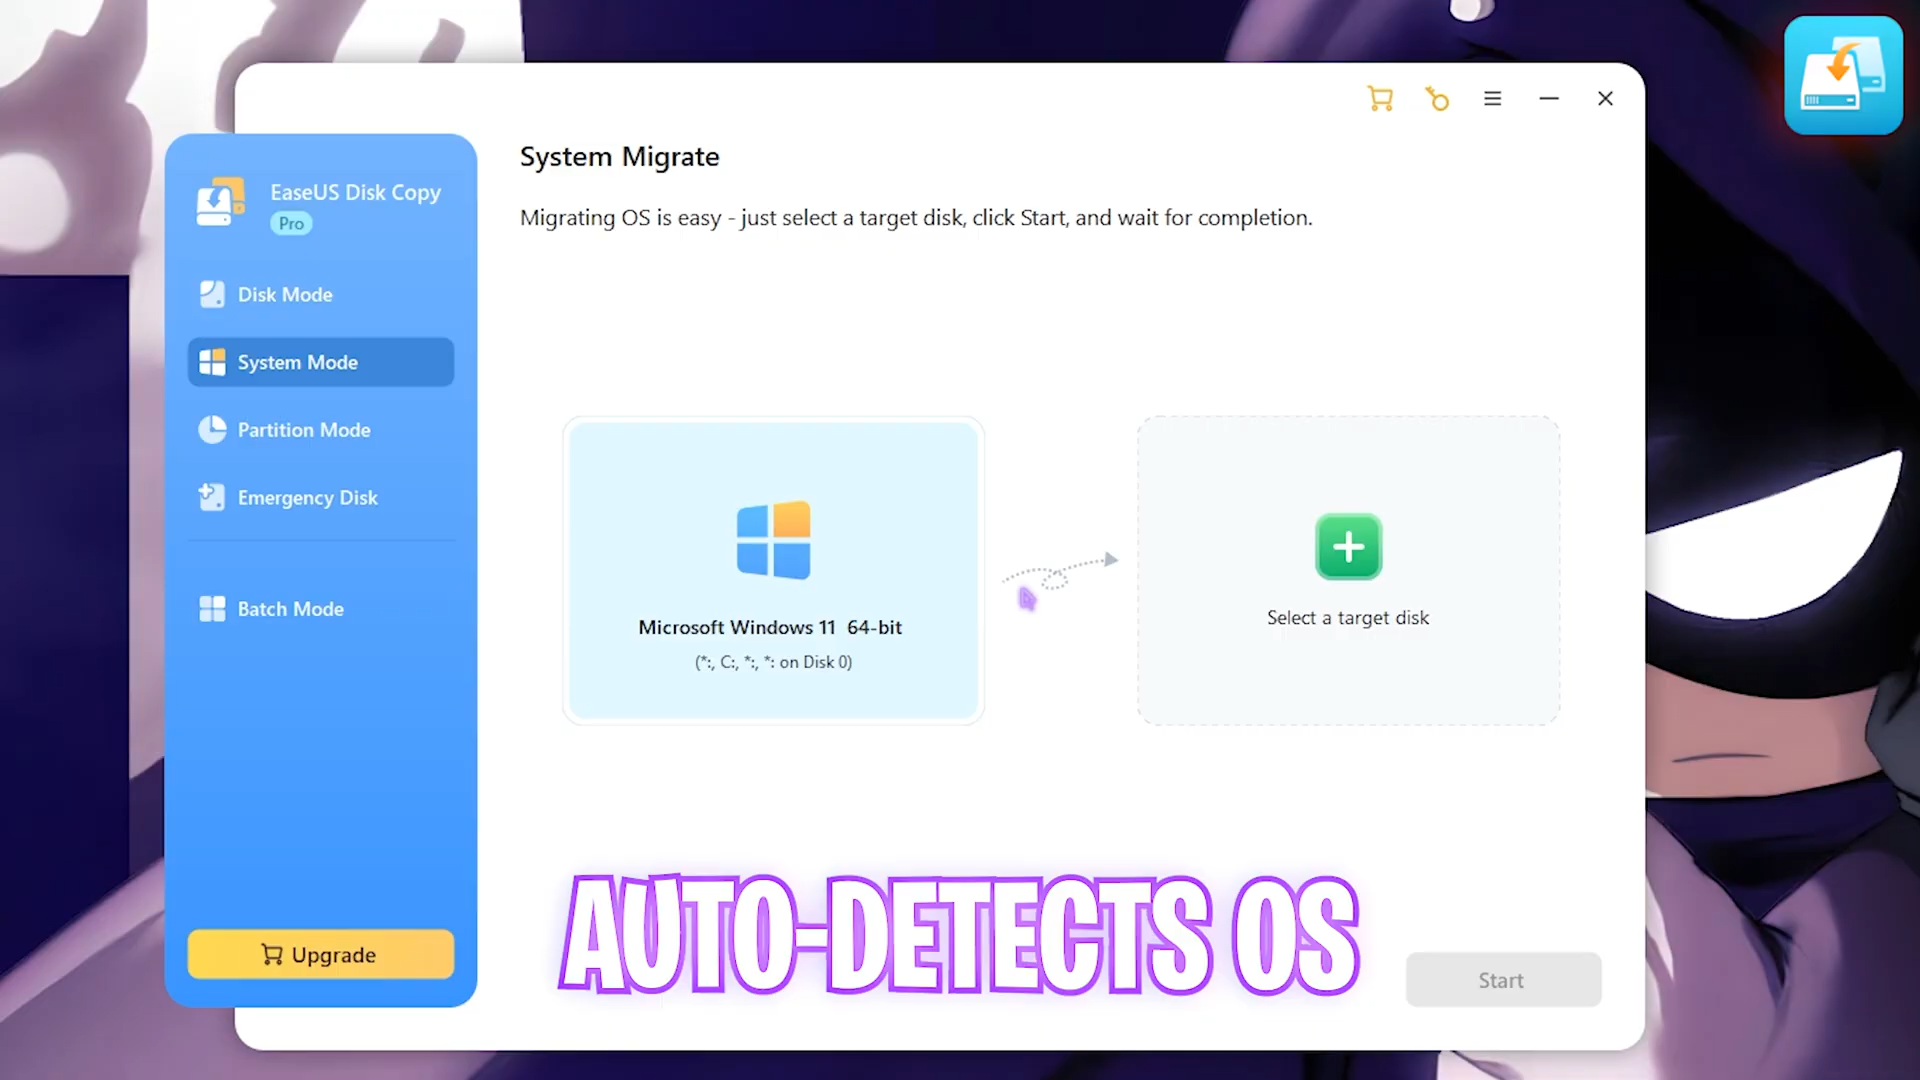 System Migrate
Migrating OS is easy - just select a target disk, click Start, and wait for completion.
EaseUS Disk Copy
Pro
Disk Mode
System Mode
Partition Mode
Emergency Disk
Batch Mode
Upgrade
Microsoft Windows 11 64-bit
(*:, C:, *:, *: on Disk 0)
Select a target disk
AUTO-DETECTS OS
Start